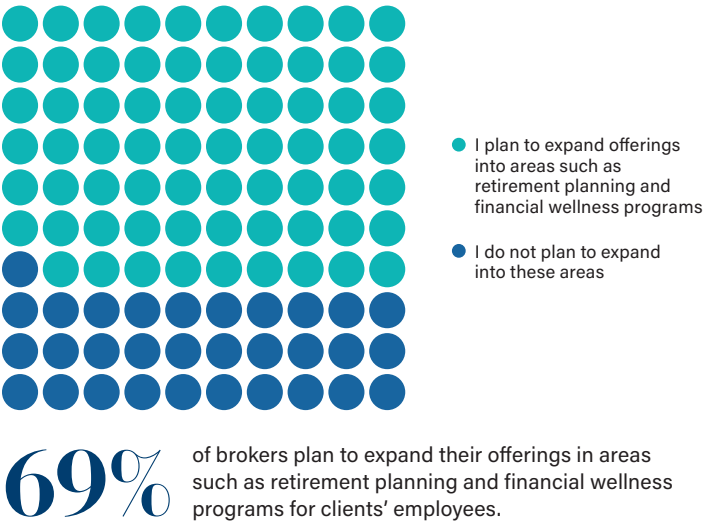 I plan to expand offerings
into areas such as
retirement planning and
financial wellness programs
I do not plan to expand
into these areas
69%
of brokers plan to expand their offerings in areas
such as retirement planning and financial wellness
programs for clients’ employees.